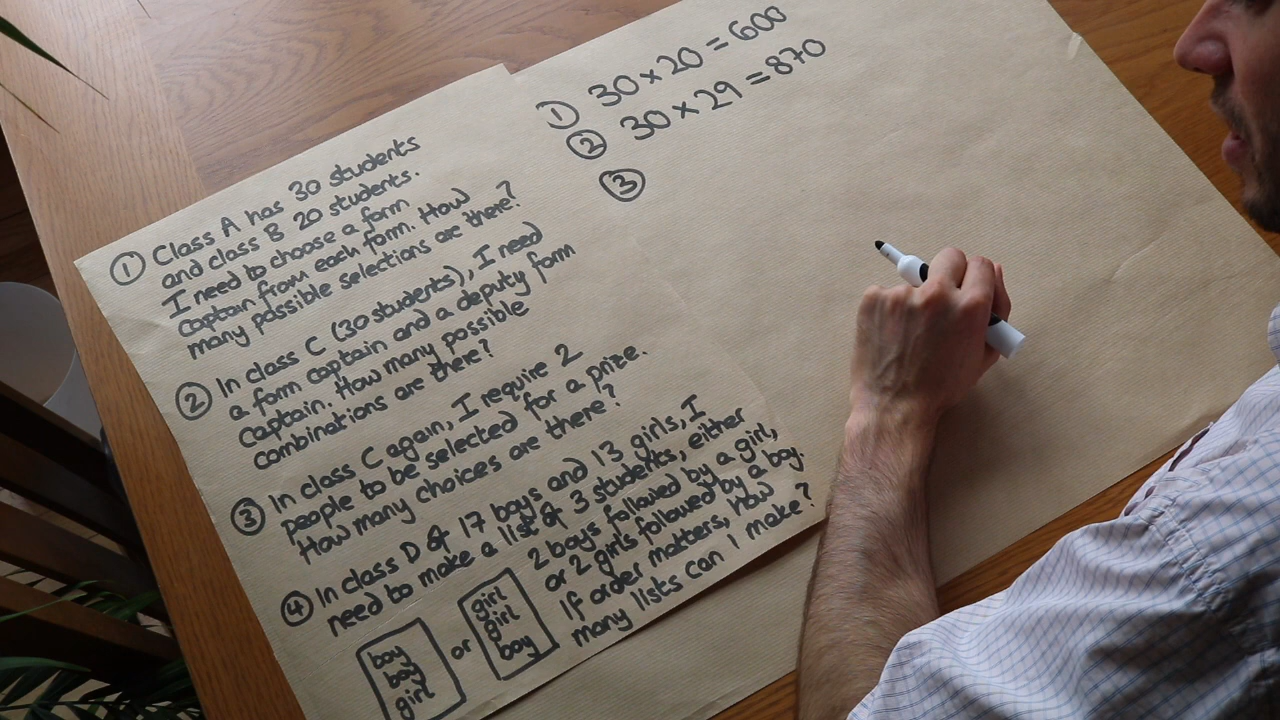 ① Class A has 30 students
and class B 20 students.
I need to choose a form
captain from each form. How
many possible selections are there?
② In class C (30 students), I need
a form captain and a deputy form
captain. How many possible
combinations are there?
③ In class C again, I require 2
people to be selected for a prize.
How many choices are there?
④ In class D of 17 boys and 13 girls, I
need to make a list of 3 students, either
2 boys followed by a girl,
or 2 girls followed by a boy.
If order matters, how
many lists can I make?
boy
boy
girl
or
girl
girl
boy
① 30 × 20 = 600
② 30 × 29 = 870
③